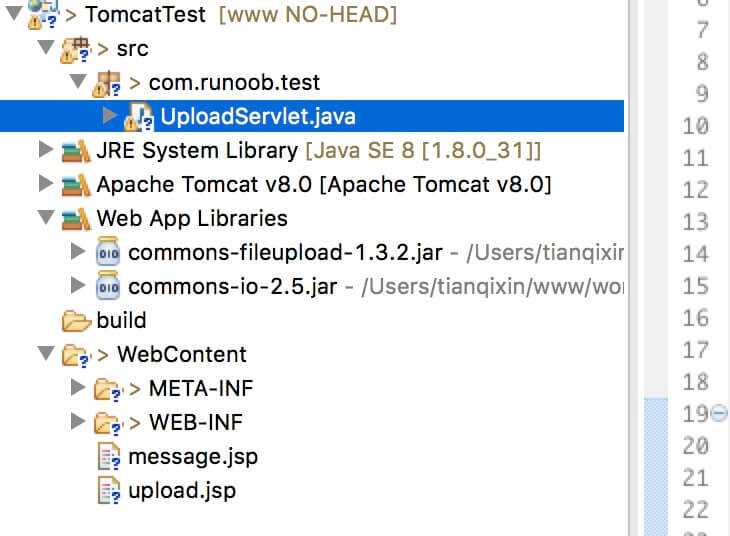 > TomcatTest [www NO-HEAD]
> src
> com.runoob.test
UploadServlet.java
JRE System Library [Java SE 8 [1.8.0_31]]
Apache Tomcat v8.0 [Apache Tomcat v8.0]
Web App Libraries
commons-fileupload-1.3.2.jar - /Users/tianqixin
commons-io-2.5.jar - /Users/tianqixin/www/wor
build
> WebContent
> META-INF
> WEB-INF
message.jsp
upload.jsp
7
8
9
10
11
12
13
14
15
16
17
18
19
20
21
22